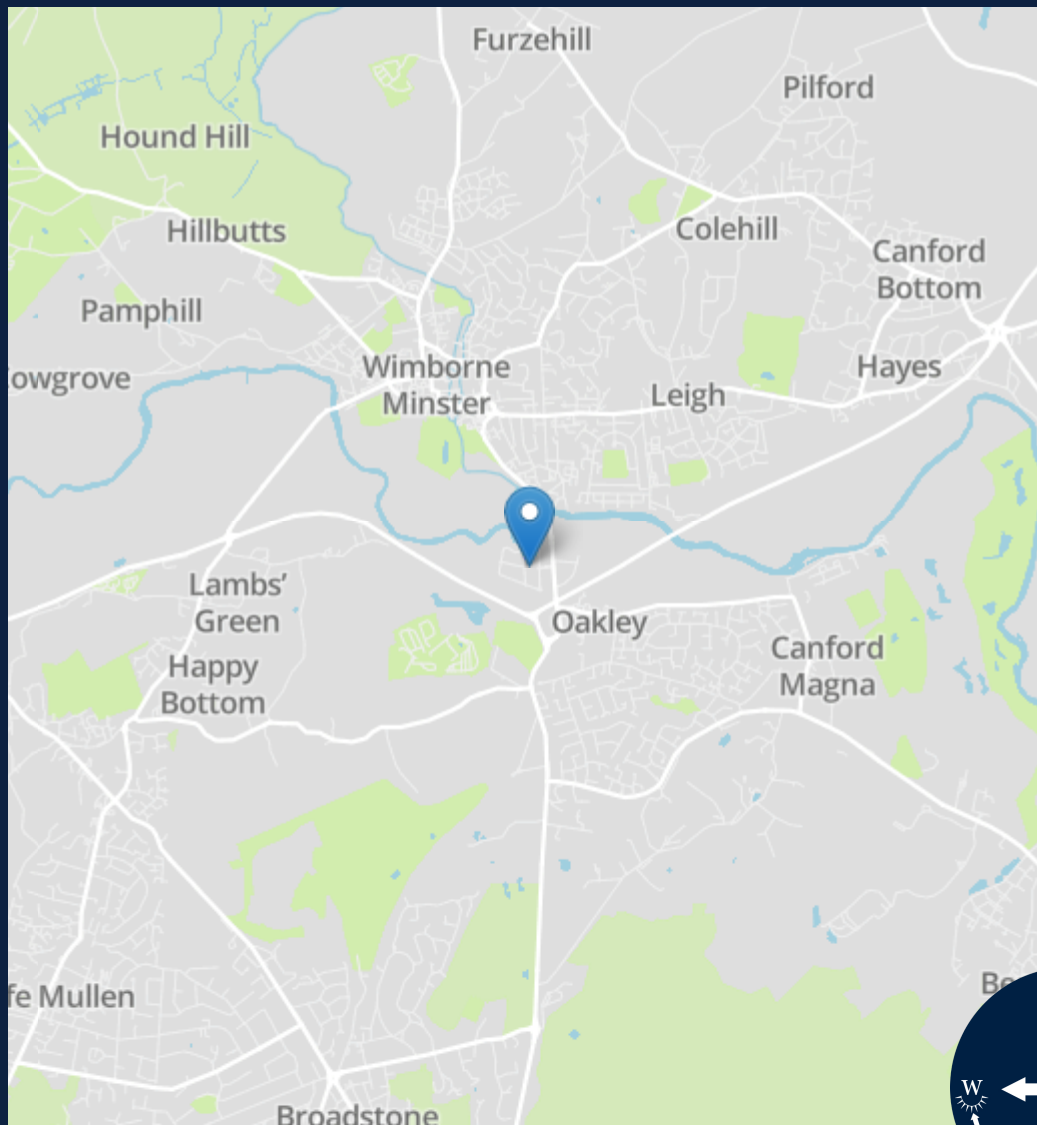 Furzehill
Pilford
Hound Hill
Hillbutts
Colehill
Canford
Bottom
Pamphill
Wimborne
Minster
Hayes
owgrove
Leigh
Lambs’
Green
Oakley
Canford
Magna
Happy
Bottom
fe Mullen
Be
W
Broadstone